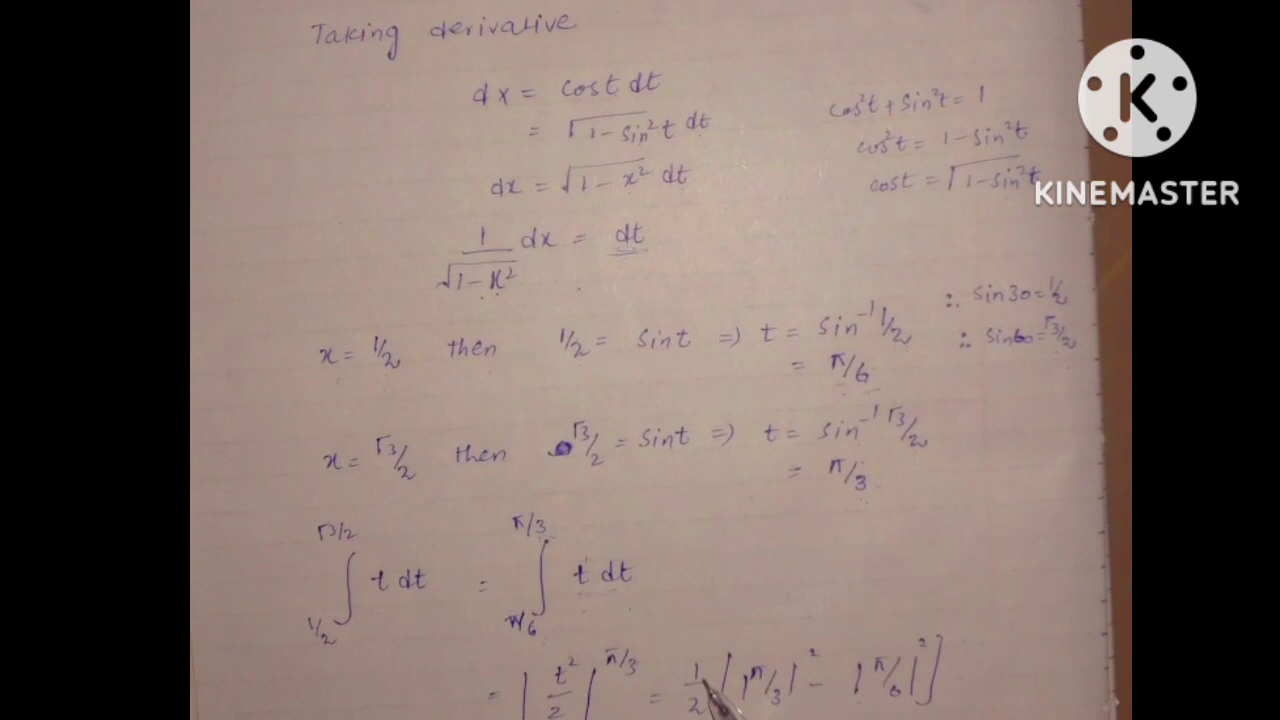 Taking derivative
dx = cost dt
= √1-sin²t dt
dx = √1-x² dt
cos²t + sin²t = 1
cos²t = 1-sin²t
cost = √1-sin²t
K
KINEMASTER
1/√1-x² dx = dt
x = 1/2 then 1/2 = sint => t = sin⁻¹ 1/2
= π/6
∴ sin30 = 1/2
∴ sin60 = √3/2
x = √3/2 then √3/2 = sint => t = sin⁻¹ √3/2
= π/3
∫_{1/2}^{√3/2} t dt = ∫_{π/6}^{π/3} t dt
= [t²/2]^{π/3} = 1/2 [(π/3)² - (π/6)²]